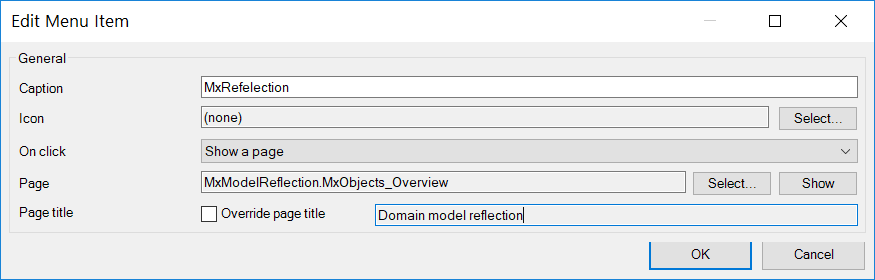 Edit Menu Item
General
Caption MxRefelection
Icon (none) Select...
On click Show a page
Page MxModelReflection.MxObjects_Overview Select... Show
Page title Override page title Domain model reflection
OK Cancel